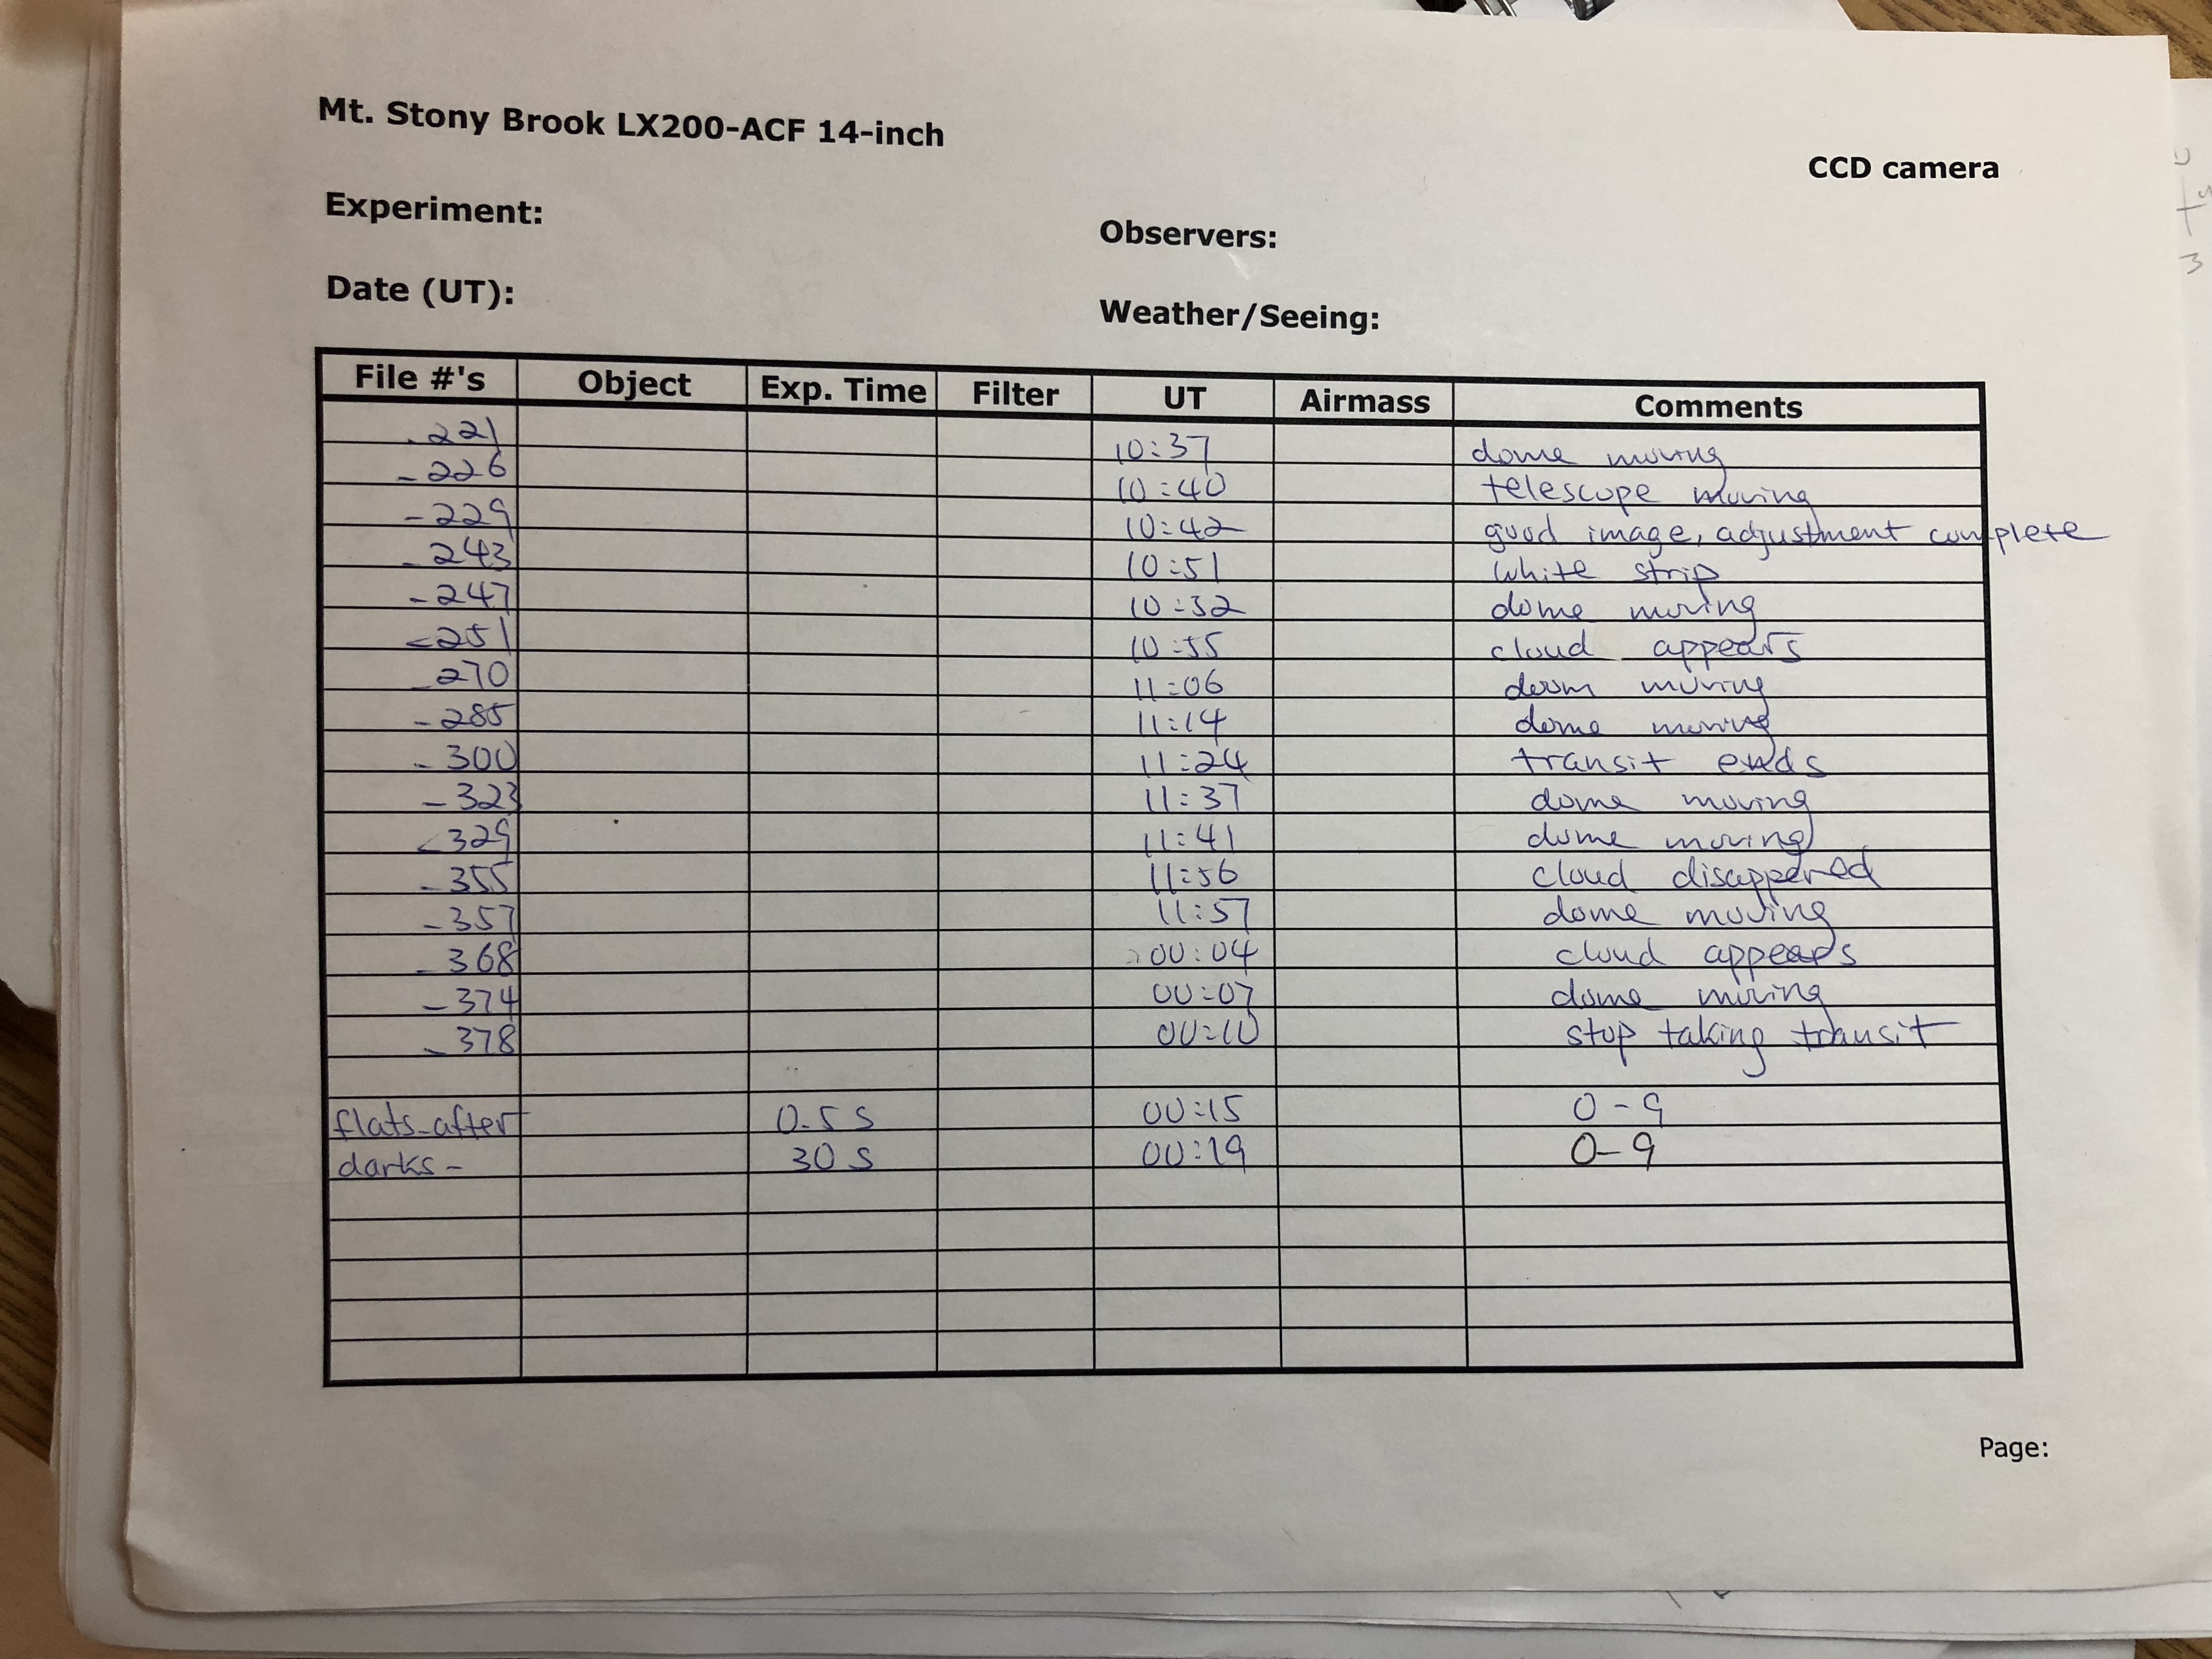 Mt. Stony Brook LX200-ACF 14-inch
CCD camera
Experiment:
Observers:
Date (UT):
Weather/Seeing:
File #'s Object Exp. Time Filter UT Airmass Comments
-221 10:37 dome moving
-226 10:40 telescope moving
-229 10:42 good image, adjustment complete
-243 10:51 white strip
-247 10:52 dome moving
-251 10:55 cloud appears
-270 11:06 doom moving
-285 11:14 dome moving
-300 11:24 transit ends
-323 11:37 dome moving
-329 11:41 dome moving
-355 11:56 cloud disappered
-357 11:57 dome moving
-368 00:04 cloud appears
-374 00:07 dome moving
-378 00:10 stop taking transit
flats-after 0.5 s 00:15 0-9
darks- 30 s 00:19 0-9
Page: